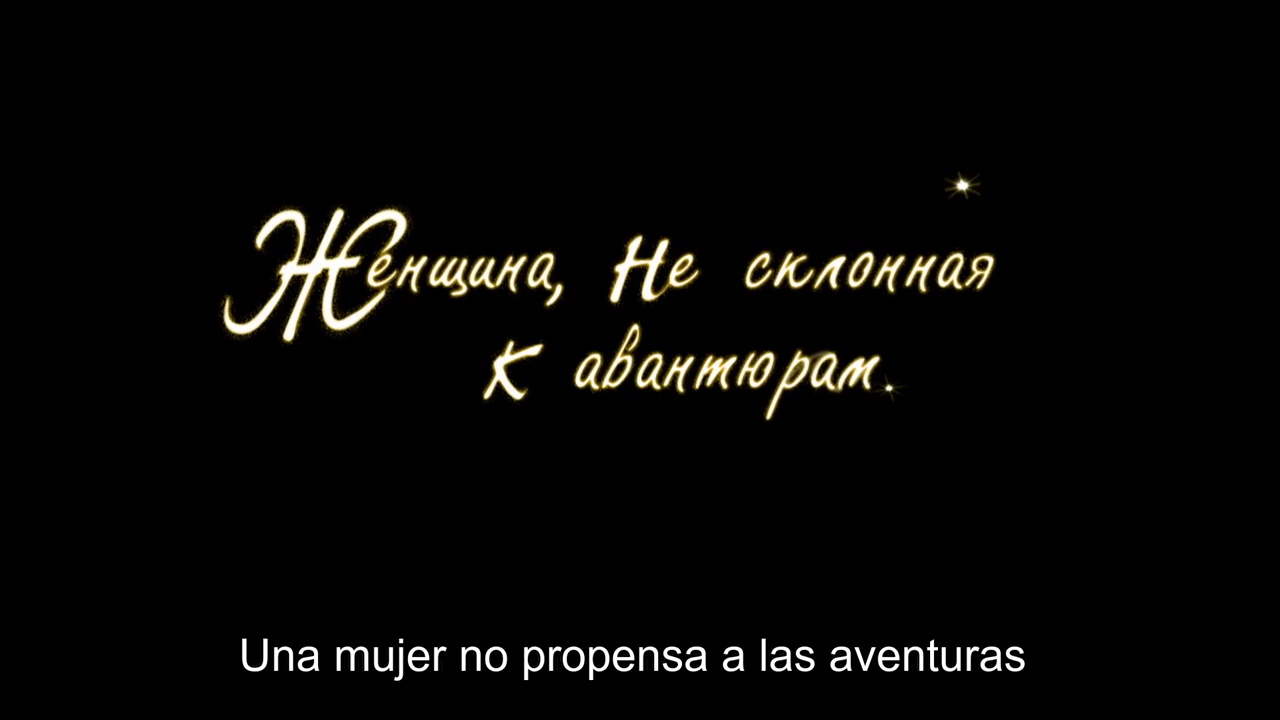 Женщина, Не склонная
к авантюрам.
Una mujer no propensa a las aventuras